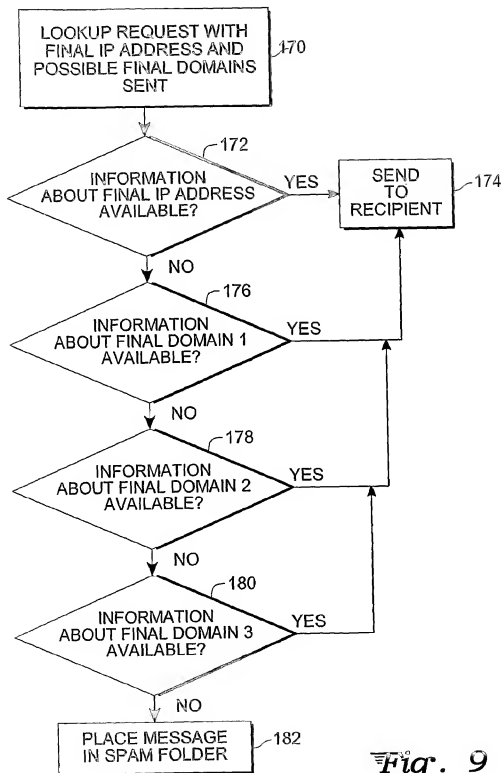 LOOKUP REQUEST WITH
FINAL IP ADDRESS AND
POSSIBLE FINAL DOMAINS
SENT
170
172
INFORMATION
ABOUT FINAL IP ADDRESS
AVAILABLE?
YES
SEND
TO
RECIPIENT
174
NO
176
INFORMATION
ABOUT FINAL DOMAIN 1
AVAILABLE?
YES
NO
178
INFORMATION
ABOUT FINAL DOMAIN 2
AVAILABLE?
YES
NO
180
INFORMATION
ABOUT FINAL DOMAIN 3
AVAILABLE?
YES
NO
PLACE MESSAGE
IN SPAM FOLDER
182
Fig. 9